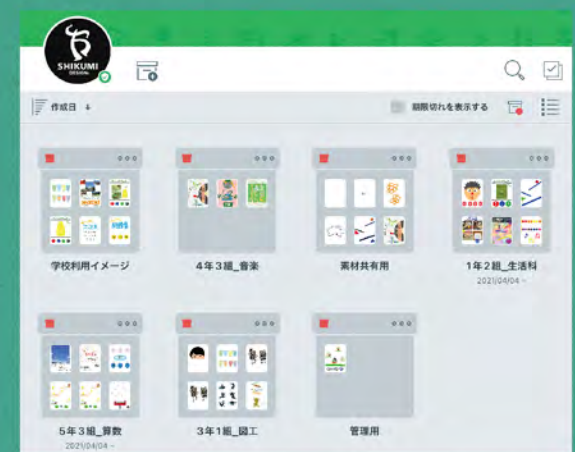 SHIKUMI
DESIGN
作成日 ↓
期限切れを表示する
学校利用イメージ
4年3組_音楽
素材共有用
1年2組_生活科
2021/04/04 ~
5年3組_算数
2021/04/04 ~
3年1組_図工
管理用